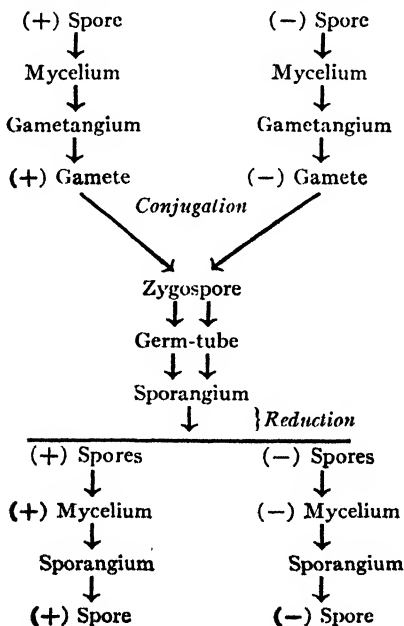 (+) Spore (−) Spore
Mycelium Mycelium
Gametangium Gametangium
(+) Gamete (−) Gamete
Conjugation
Zygospore
Germ-tube
Sporangium
}Reduction
(+) Spores (−) Spores
(+) Mycelium (−) Mycelium
Sporangium Sporangium
(+) Spore (−) Spore